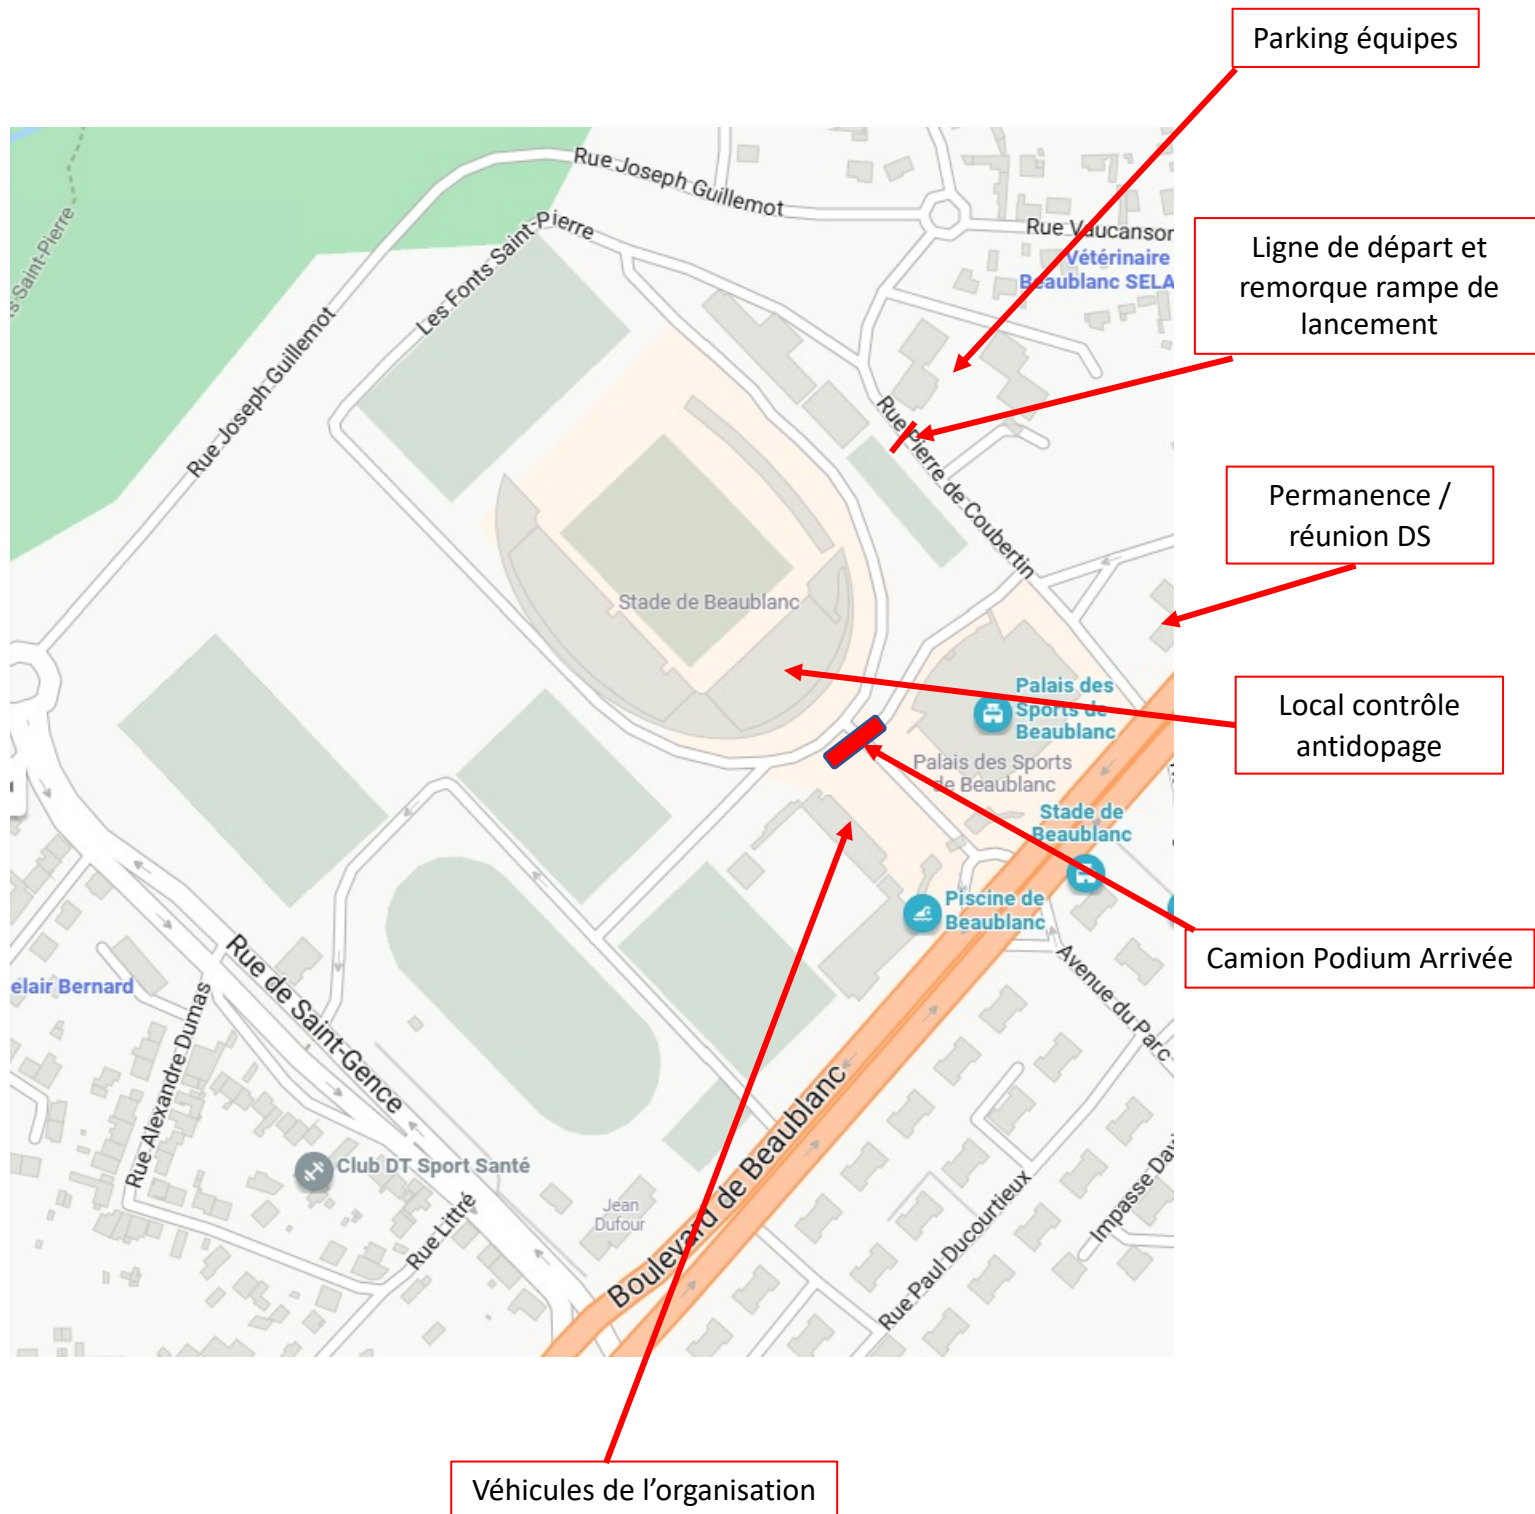 Parking équipes
Rue Joseph Guillemot
Rue Vaucanson
Vétérinaire
Beaublanc SELA
Ligne de départ et
remorque rampe de
lancement
Les Fonts Saint-Pierre
s Saint-Pierre
Rue Joseph Guillemot
Rue Pierre de Coubertin
Permanence /
réunion DS
Stade de Beaublanc
Palais des
Sports de
Beaublanc
Local contrôle
antidopage
Palais des Sports
de Beaublanc
Stade de
Beaublanc
Piscine de
Beaublanc
Camion Podium Arrivée
Avenue du Parc
elair Bernard
Rue de Saint-Gence
Rue Alexandre Dumas
Boulevard de Beaublanc
Club DT Sport Santé
Jean
Dufour
Rue Littré
Rue Paul Ducourtieux
Impasse Dav
Véhicules de l’organisation